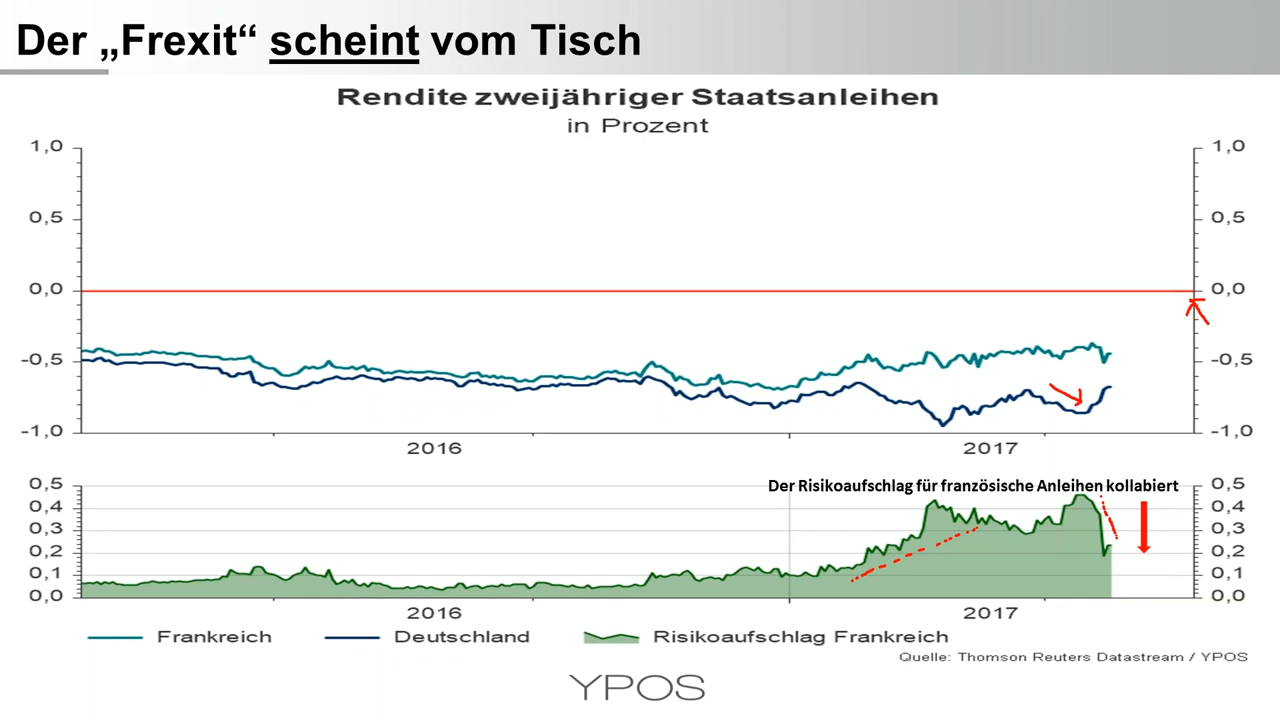 Der „Frexit“ scheint vom Tisch
Rendite zweijähriger Staatsanleihen
in Prozent
1,0 1,0
0,5 0,5
0,0 0,0
-0,5 -0,5
-1,0 -1,0
2016 2017
Der Risikoaufschlag für französische Anleihen kollabiert
0,5 0,5
0,4 0,4
0,3 0,3
0,2 0,2
0,1 0,1
0,0 0,0
2016 2017
Frankreich Deutschland Risikoaufschlag Frankreich
Quelle: Thomson Reuters Datastream / YPOS
YPOS